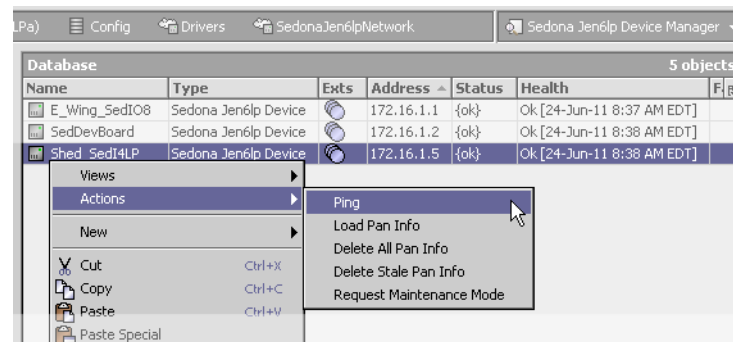 LPa) Config Drivers SedonaJen6lpNetwork Sedona Jen6lp Device Manager
Database 5 objects
Name Type Exts Address Status Health F
E_Wing_SedIO8 Sedona Jen6lp Device 172.16.1.1 {ok} Ok [24-Jun-11 8:37 AM EDT]
SedDevBoard Sedona Jen6lp Device 172.16.1.2 {ok} Ok [24-Jun-11 8:38 AM EDT]
Shed_SedI4LP Sedona Jen6lp Device 172.16.1.5 {ok} Ok [24-Jun-11 8:38 AM EDT]
Views
Actions
New
Cut Ctrl+X
Copy Ctrl+C
Paste Ctrl+V
Paste Special
Ping
Load Pan Info
Delete All Pan Info
Delete Stale Pan Info
Request Maintenance Mode